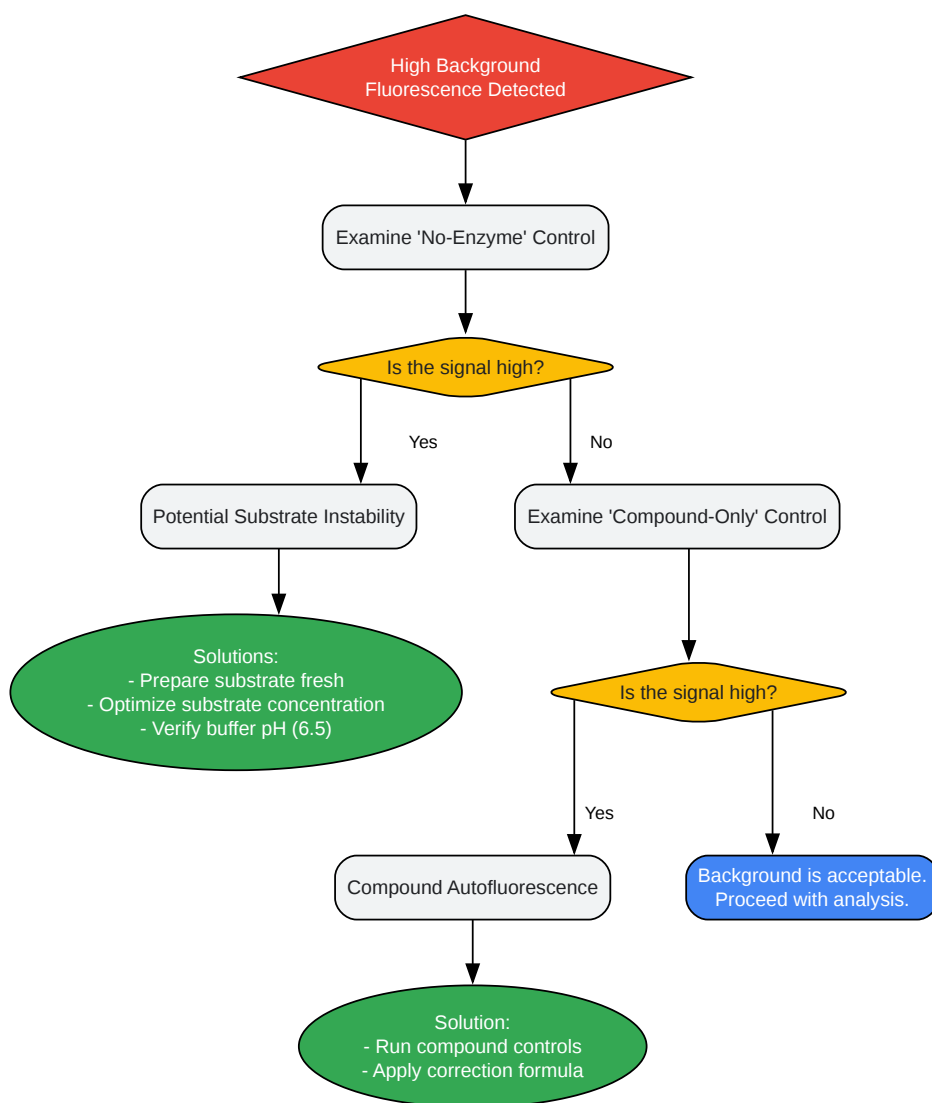 High Background
Fluorescence Detected
Examine 'No-Enzyme' Control
Is the signal high?
Yes
No
Potential Substrate Instability
Examine 'Compound-Only' Control
Solutions:
- Prepare substrate fresh
- Optimize substrate concentration
- Verify buffer pH (6.5)
Is the signal high?
Yes
No
Compound Autofluorescence
Background is acceptable.
Proceed with analysis.
Solution:
- Run compound controls
- Apply correction formula